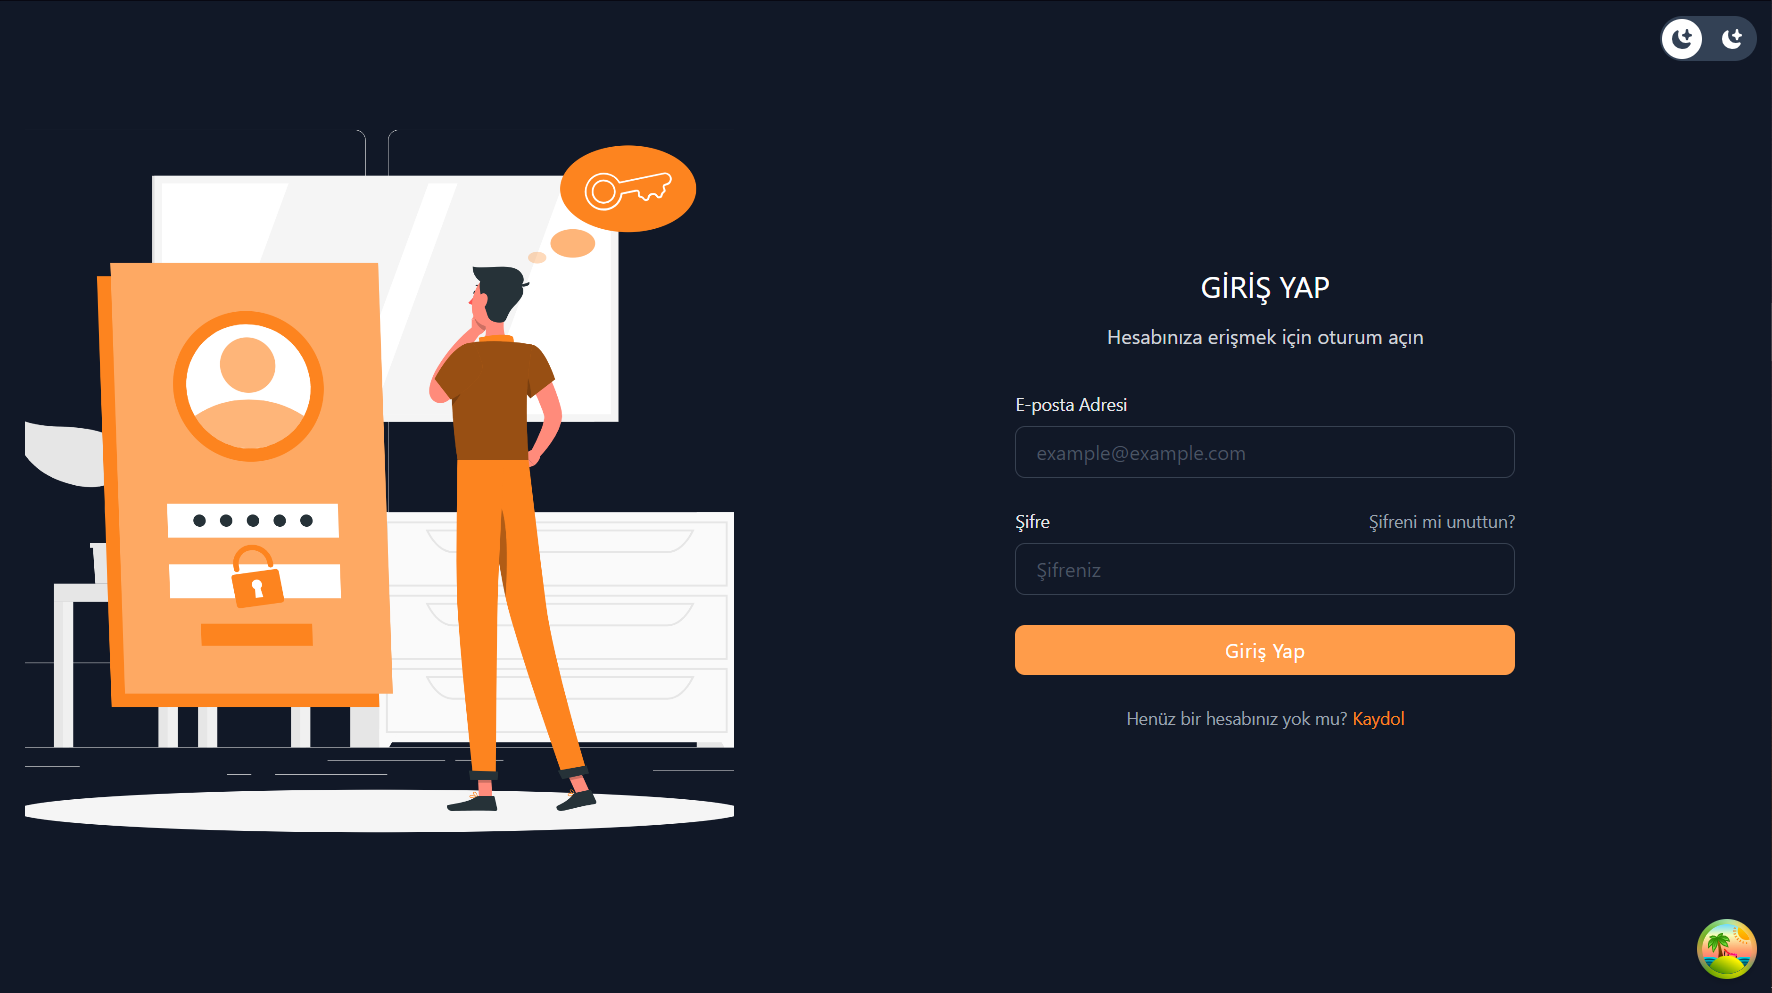 GİRİŞ YAP
Hesabınıza erişmek için oturum açın
E-posta Adresi
example@example.com
Şifre
Şifreni mi unuttun?
Şifreniz
Giriş Yap
Henüz bir hesabınız yok mu? Kaydol